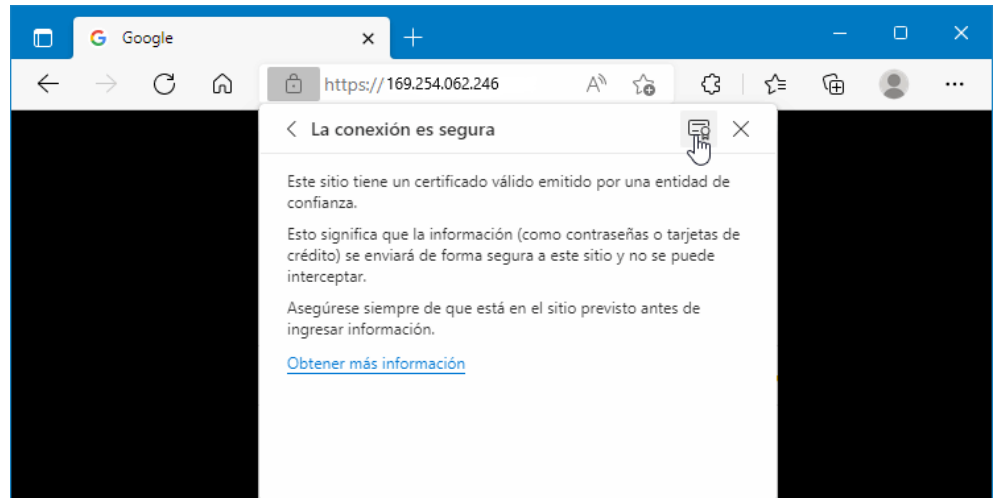 Google
https://169.254.062.246
La conexión es segura
Este sitio tiene un certificado válido emitido por una entidad de
confianza.
Esto significa que la información (como contraseñas o tarjetas de
crédito) se enviará de forma segura a este sitio y no se puede
interceptar.
Asegúrese siempre de que está en el sitio previsto antes de
ingresar información.
Obtener más información